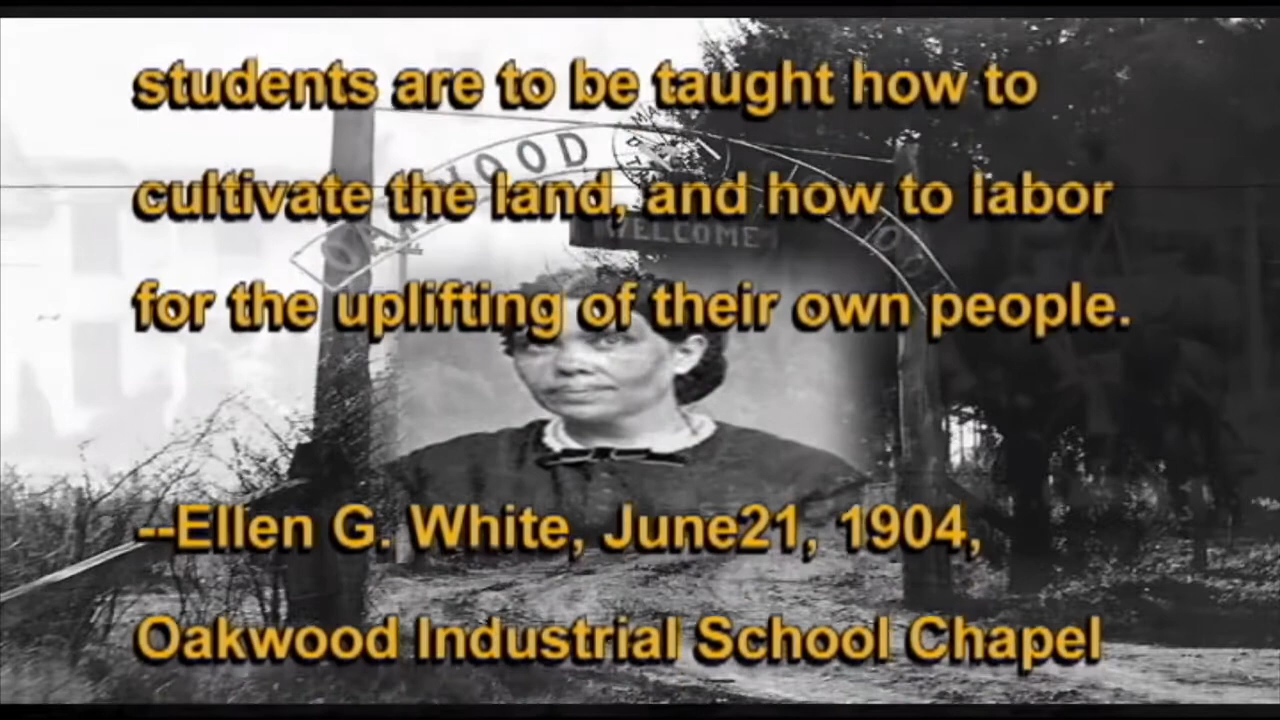 students are to be taught how to
cultivate the land, and how to labor
for the uplifting of their own people.
WELCOME
--Ellen G. White, June21, 1904,
Oakwood Industrial School Chapel